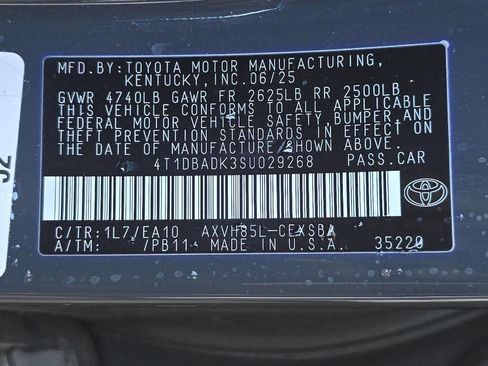 MFD.BY:TOYOTA MOTOR MANUFACTURING,
KENTUCKY, INC.06/25
GVWR 4740LB GAWR FR 2625LB RR 2500LB
THIS VEHICLE CONFORMS TO ALL APPLICABLE
FEDERAL MOTOR VEHICLE SAFETY, BUMPER, AND
THEFT PREVENTION STANDARDS IN EFFECT ON
THE DATE OF MANUFACTURE SHOWN ABOVE.
4T1DBADK3SU029268 PASS.CAR
C/TR:1L7/EA10 AXVH85L-CEXSBA
A/TM: /PB11 MADE IN U.S.A. 35220